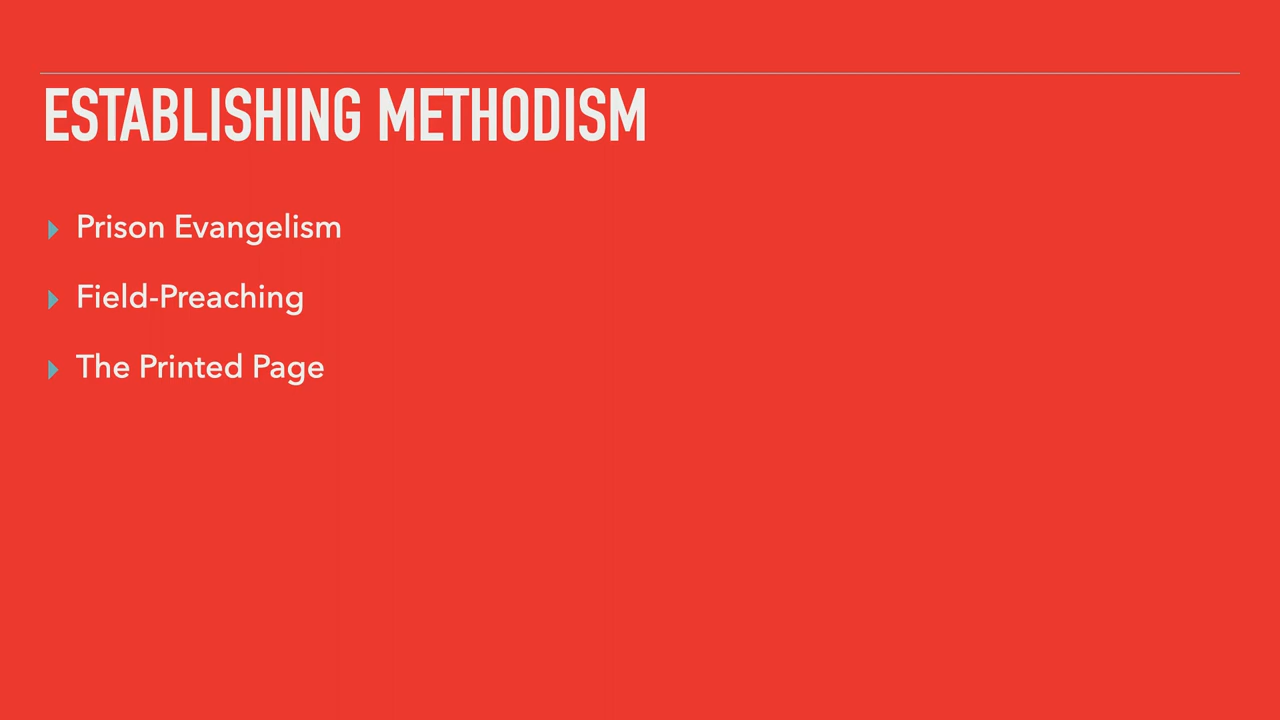 ESTABLISHING METHODISM
Prison Evangelism
Field-Preaching
The Printed Page